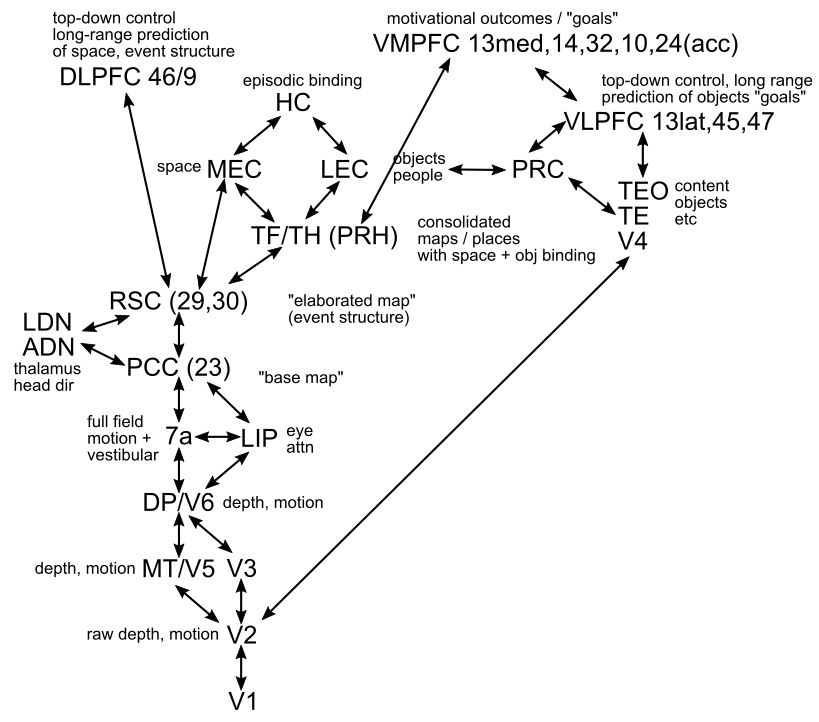 top-down control
long-range prediction
of space, event structure
DLPFC 46/9
motivational outcomes / "goals"
VMPFC 13med,14,32,10,24(acc)
episodic binding
HC
top-down control, long range
prediction of objects "goals"
VLPFC 13lat,45,47
space MEC
LEC
objects
people
PRC
TEO
TE
V4
content
objects
etc
TF/TH (PRH)
consolidated
maps / places
with space + obj binding
RSC (29,30)
"elaborated map"
(event structure)
LDN
ADN
thalamus
head dir
PCC (23)
"base map"
full field
motion +
vestibular
7a
LIP
eye
attn
DP/V6 depth, motion
depth, motion MT/V5 V3
raw depth, motion V2
V1